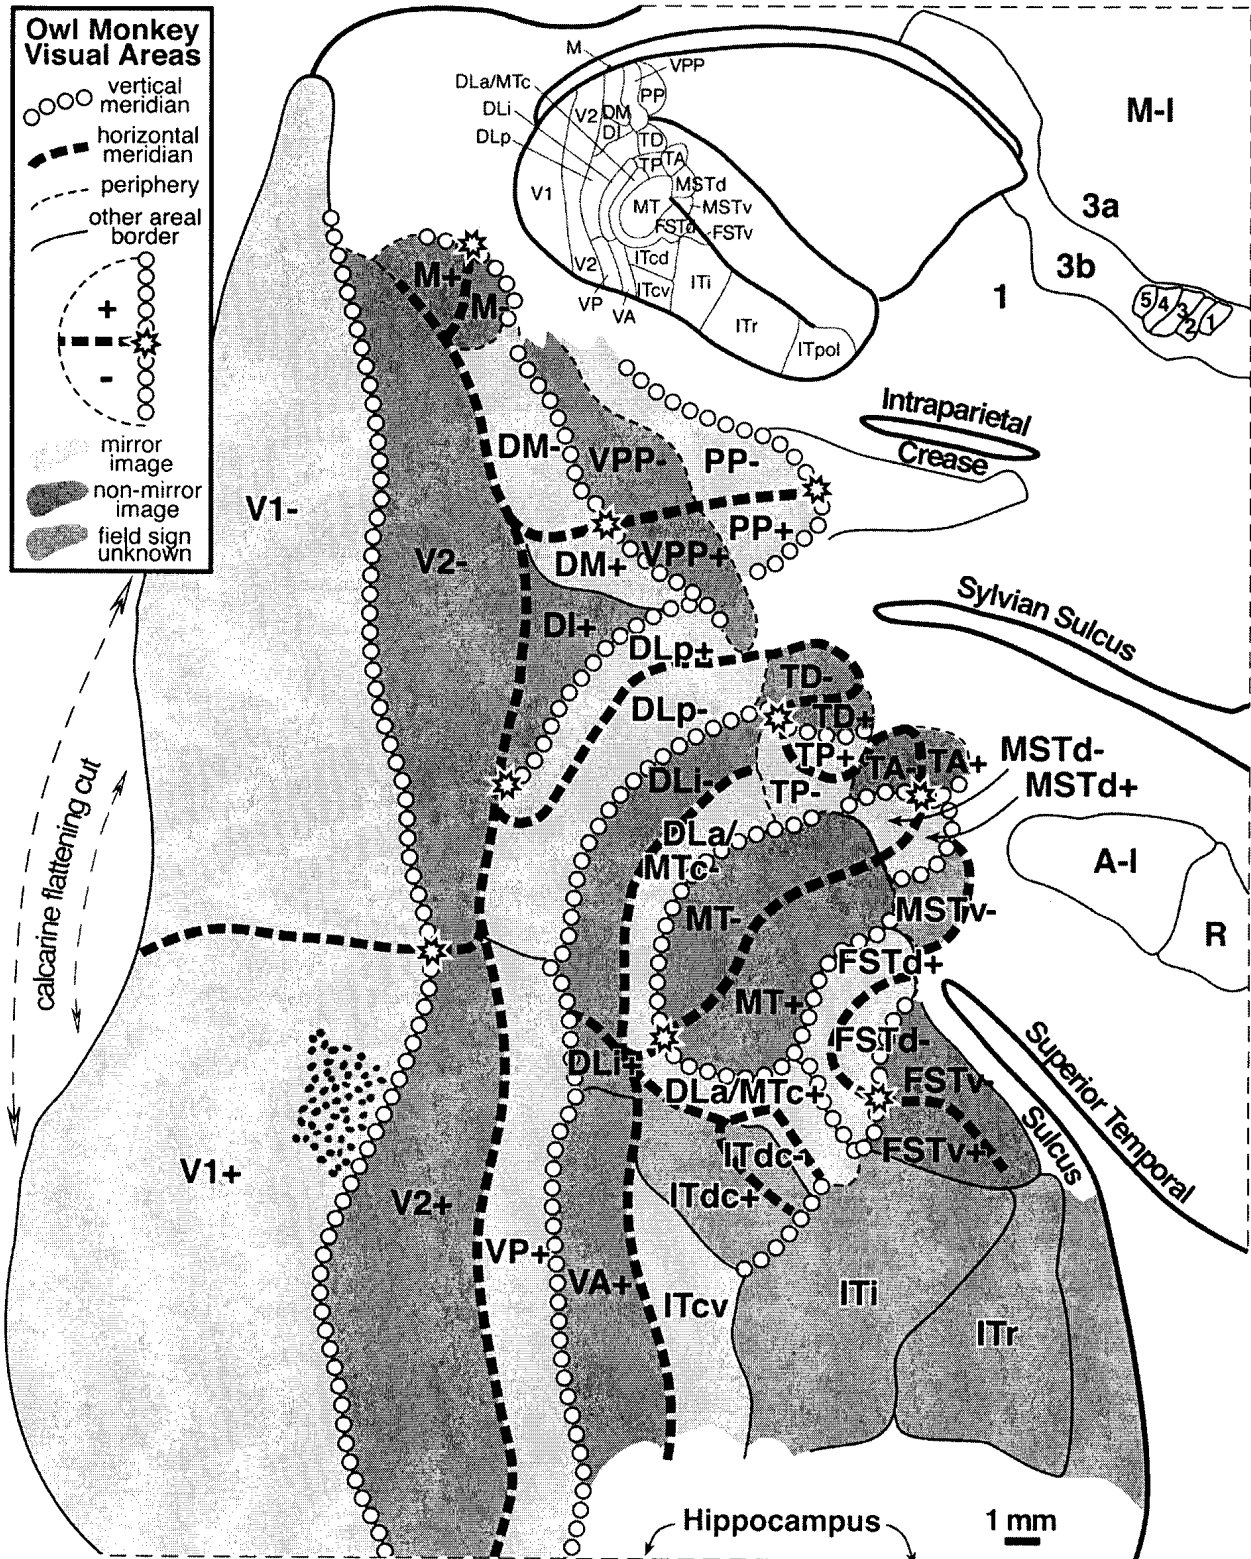 Owl Monkey
Visual Areas
vertical
meridian
horizontal
meridian
periphery
other areal
border
+
-
mirror
image
non-mirror
image
field sign
unknown
M
VPP
DLa/MTc
DLi
DLp
V2
DM
DI
PP
TD
TP
TA
V1
MT
MSTd
MSTv
FSTd
FSTv
V2
VP
VA
ITcd
ITcv
ITi
ITr
ITpol
M-I
3a
3b
1
5
4
3
2
1
Intraparietal
Crease
Sylvian Sulcus
M+
M-
DM-
VPP-
PP-
V1-
V2-
DM+
VPP+
PP+
DI+
DLp+
DLp-
TD-
TD+
TP+
TA-
TA+
MSTd-
MSTd+
TP-
DLi-
DLa/
MTc-
MT-
MSTv-
A-I
R
calcarine flattening cut
FSTd+
MT+
FSTd-
FSTv-
DLi+
DLa/MTc+
FSTv+
Superior Temporal
Sulcus
ITdc-
ITdc+
V1+
V2+
VP+
VA+
ITcv
ITi
ITr
Hippocampus
1 mm